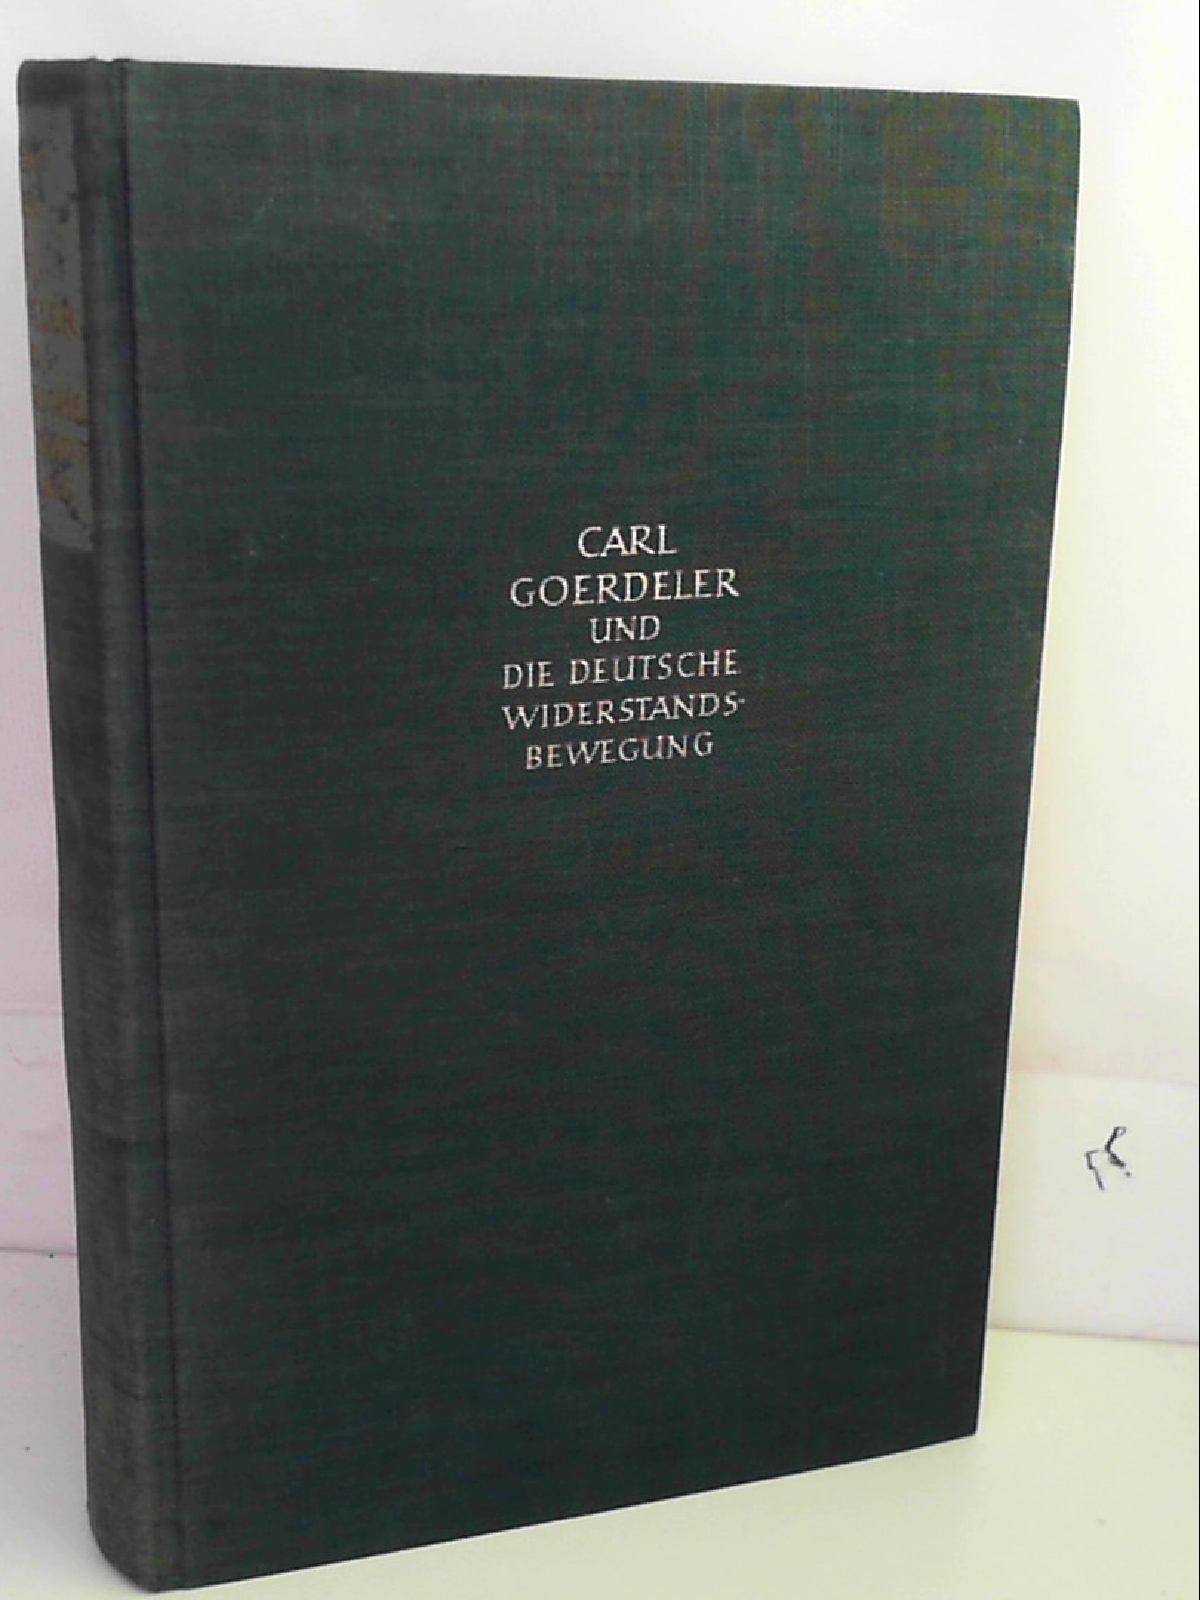 CARL
GOERDELER
UND
DIE DEUTSCHE
WIDERSTANDS-
BEWEGUNG